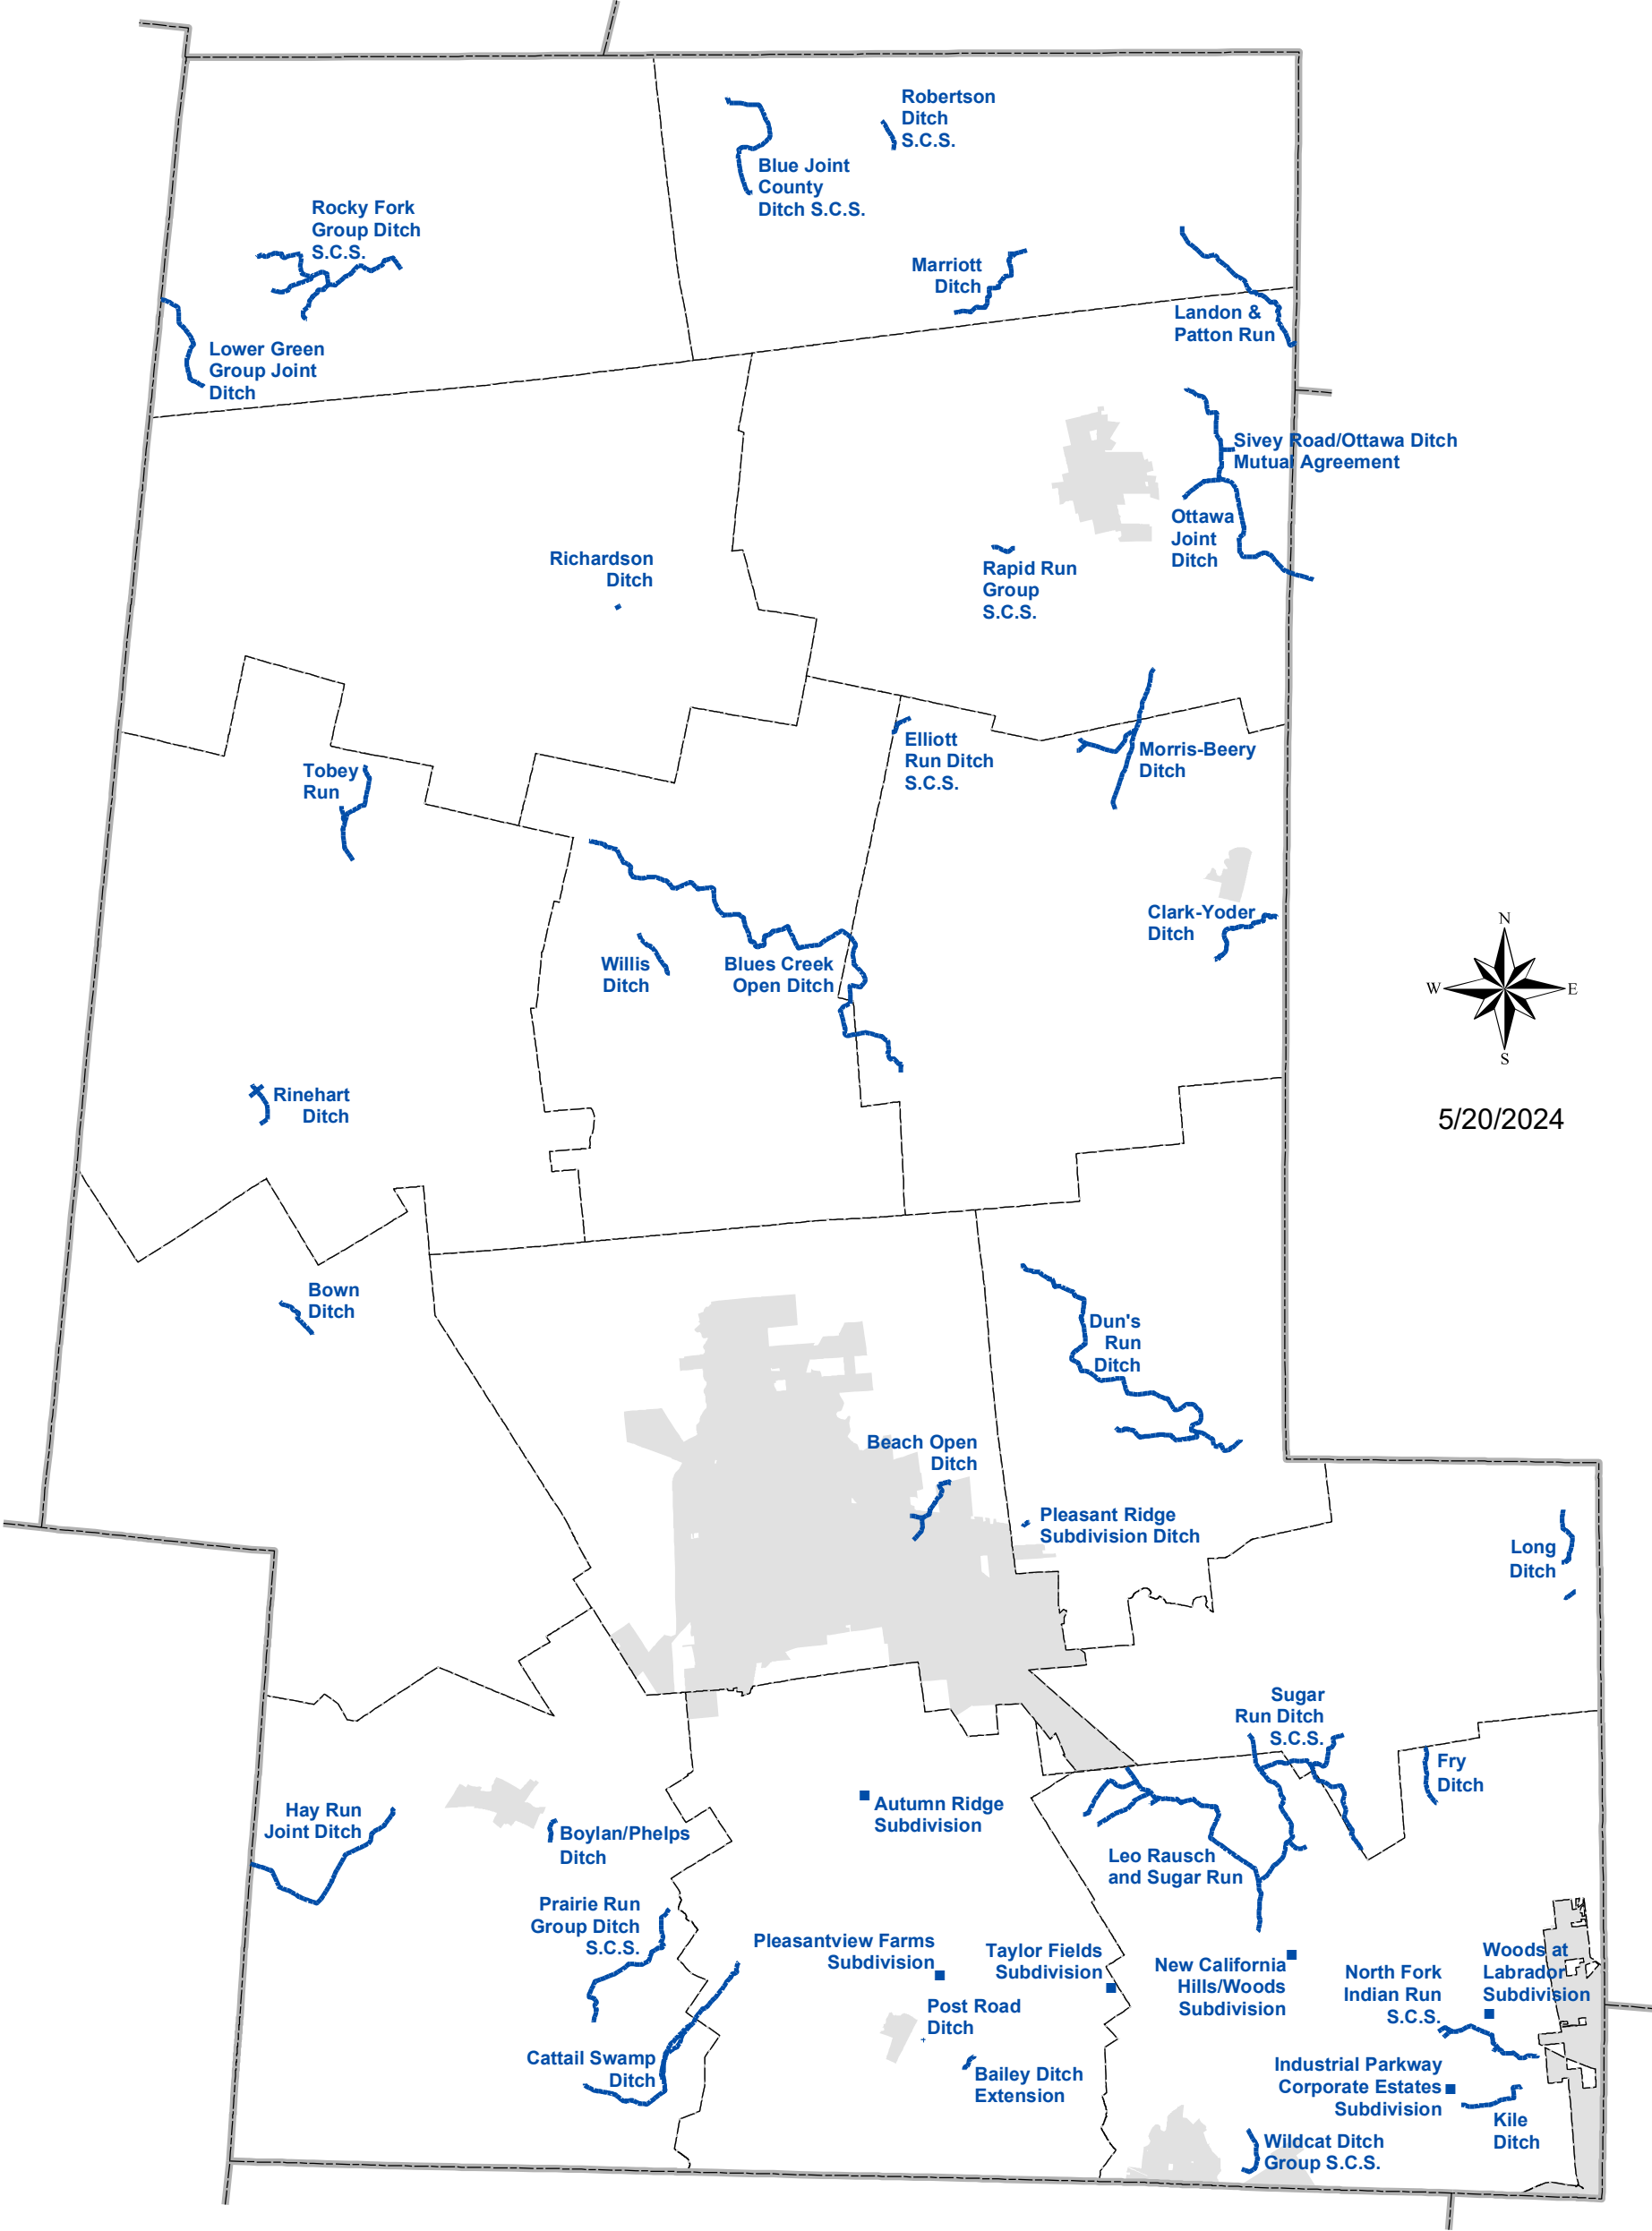 Robertson
Ditch
S.C.S.
Blue Joint
County
Ditch S.C.S.
Rocky Fork
Group Ditch
S.C.S.
Marriott
Ditch
Landon &
Patton Run
Lower Green
Group Joint
Ditch
Sivey Road/Ottawa Ditch
Mutual Agreement
Ottawa
Joint
Ditch
Richardson
Ditch
Rapid Run
Group
S.C.S.
Elliott
Run Ditch
S.C.S.
Morris-Beery
Ditch
Tobey
Run
Clark-Yoder
Ditch
Willis
Ditch
Blues Creek
Open Ditch
N
W
E
S
5/20/2024
Rinehart
Ditch
Bown
Ditch
Dun's
Run
Ditch
Beach Open
Ditch
Pleasant Ridge
Subdivision Ditch
Long
Ditch
Sugar
Run Ditch
S.C.S.
Fry
Ditch
Hay Run
Joint Ditch
Autumn Ridge
Subdivision
Boylan/Phelps
Ditch
Leo Rausch
and Sugar Run
Prairie Run
Group Ditch
S.C.S.
Pleasantview Farms
Subdivision
Taylor Fields
Subdivision
New California
Hills/Woods
Subdivision
North Fork
Indian Run
S.C.S.
Woods at
Labrador
Subdivision
Post Road
Ditch
Cattail Swamp
Ditch
Bailey Ditch
Extension
Industrial Parkway
Corporate Estates
Subdivision
Kile
Ditch
Wildcat Ditch
Group S.C.S.